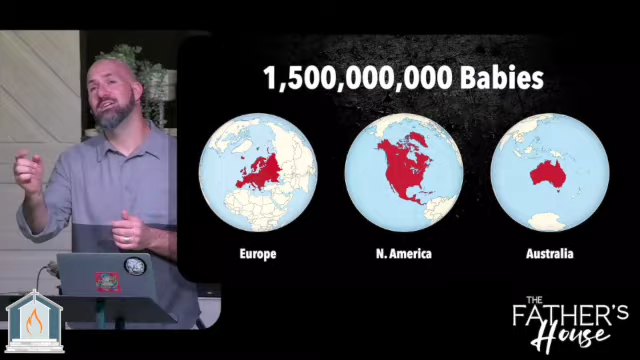 1,500,000,000 Babies
Europe
N. America
Australia
THE
FATHER'S
House